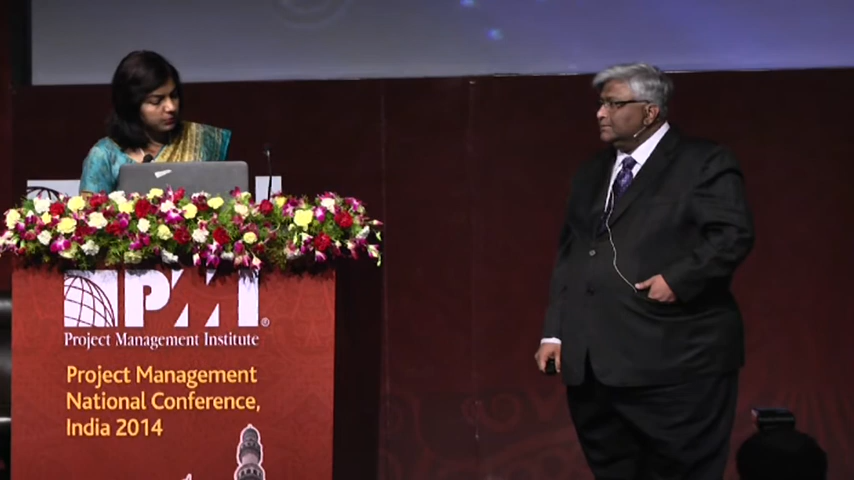 PMI®
Project Management Institute
Project Management
National Conference,
India 2014